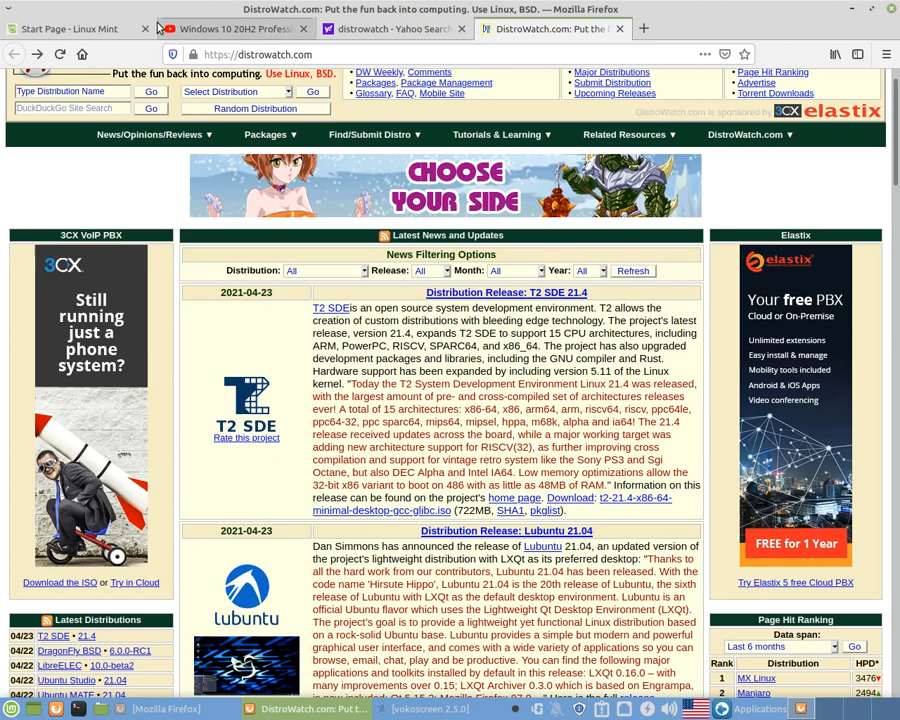 DistroWatch.com: Put the fun back into computing. Use Linux, BSD. — Mozilla Firefox
Start Page - Linux Mint
Windows 10 20H2 Professi
distrowatch - Yahoo Search
DistroWatch.com: Put the f
https://distrowatch.com
Put the fun back into computing. Use Linux, BSD.
Type Distribution Name
Go
Select Distribution
Go
DuckDuckGo Site Search
Go
Random Distribution
• DW Weekly, Comments
• Packages, Package Management
• Glossary, FAQ, Mobile Site
• Major Distributions
• Submit Distribution
• Upcoming Releases
• Page Hit Ranking
• Advertise
• Torrent Downloads
DistroWatch.com is sponsored by 3CX elastix
News/Opinions/Reviews ▼ Packages ▼ Find/Submit Distro ▼ Tutorials & Learning ▼ Related Resources ▼ DistroWatch.com ▼
CHOOSE
YOUR SIDE
3CX VoIP PBX
3CX
Still
running
just a
phone
system?
Download the ISO or Try in Cloud
Latest Distributions
04/23 T2 SDE • 21.4
04/22 DragonFly BSD • 6.0.0-RC1
04/22 LibreELEC • 10.0-beta2
04/22 Ubuntu Studio • 21.04
04/22 Ubuntu MATE • 21.04
Latest News and Updates
News Filtering Options
Distribution: All Release: All Month: All Year: All Refresh
2021-04-23
Distribution Release: T2 SDE 21.4
T2 SDE
Rate this project
T2 SDEis an open source system development environment. T2 allows the
creation of custom distributions with bleeding edge technology. The project's latest
release, version 21.4, expands T2 SDE to support 15 CPU architectures, including
ARM, PowerPC, RISCV, SPARC64, and x86_64. The project has also upgraded
development packages and libraries, including the GNU compiler and Rust.
Hardware support has been expanded by including version 5.11 of the Linux
kernel. "Today the T2 System Development Environment Linux 21.4 was released,
with the largest amount of pre- and cross-compiled set of architectures releases
ever! A total of 15 architectures: x86-64, x86, arm64, arm, riscv64, riscv, ppc64le,
ppc64-32, ppc sparc64, mips64, mipsel, hppa, m68k, alpha and ia64! The 21.4
release received updates across the board, while a major working target was
adding new architecture support for RISCV(32), as further improving cross
compilation and support for vintage retro system like the Sony PS3 and Sgi
Octane, but also DEC Alpha and Intel IA64. Low memory optimizations allow the
32-bit x86 variant to boot on 486 with as little as 48MB of RAM." Information on this
release can be found on the project's home page. Download: t2-21.4-x86-64-
minimal-desktop-gcc-glibc.iso (722MB, SHA1, pkglist).
2021-04-23
Distribution Release: Lubuntu 21.04
lubuntu
Dan Simmons has announced the release of Lubuntu 21.04, an updated version of
the project's lightweight distribution with LXQt as its preferred desktop: "Thanks to
all the hard work from our contributors, Lubuntu 21.04 has been released. With the
code name 'Hirsute Hippo', Lubuntu 21.04 is the 20th release of Lubuntu, the sixth
release of Lubuntu with LXQt as the default desktop environment. Lubuntu is an
official Ubuntu flavor which uses the Lightweight Qt Desktop Environment (LXQt).
The project's goal is to provide a lightweight yet functional Linux distribution based
on a rock-solid Ubuntu base. Lubuntu provides a simple but modern and powerful
graphical user interface, and comes with a wide variety of applications so you can
browse, email, chat, play and be productive. You can find the following major
applications and toolkits installed by default in this release: LXQt 0.16.0 – with
many improvements over 0.15; LXQt Archiver 0.3.0 which is based on Engrampa,
Elastix
elastix
Your free PBX
Cloud or On-Premise
Unlimited extensions
Easy install & manage
Mobility tools included
Android & iOS Apps
Video conferencing
FREE for 1 Year
Try Elastix 5 free Cloud PBX
Page Hit Ranking
Data span:
Last 6 months
Go
Rank Distribution HPD*
1 MX Linux 3476
2 Manjaro 2494
[Mozilla Firefox]
DistroWatch.com: Put t...
[vokoscreen 2.5.0]
Applications